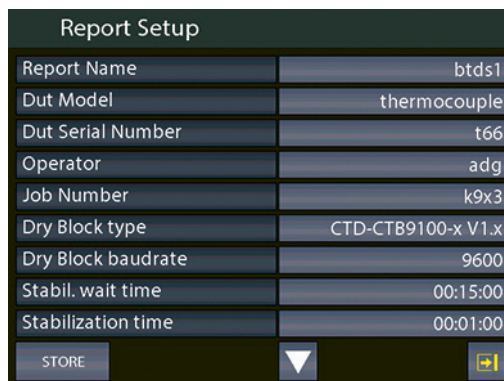 Report Setup
Report Name btds1
Dut Model thermocouple
Dut Serial Number t66
Operator adg
Job Number k9x3
Dry Block type CTD-CTB9100-x V1.x
Dry Block baudrate 9600
Stabil. wait time 00:15:00
Stabilization time 00:01:00
STORE